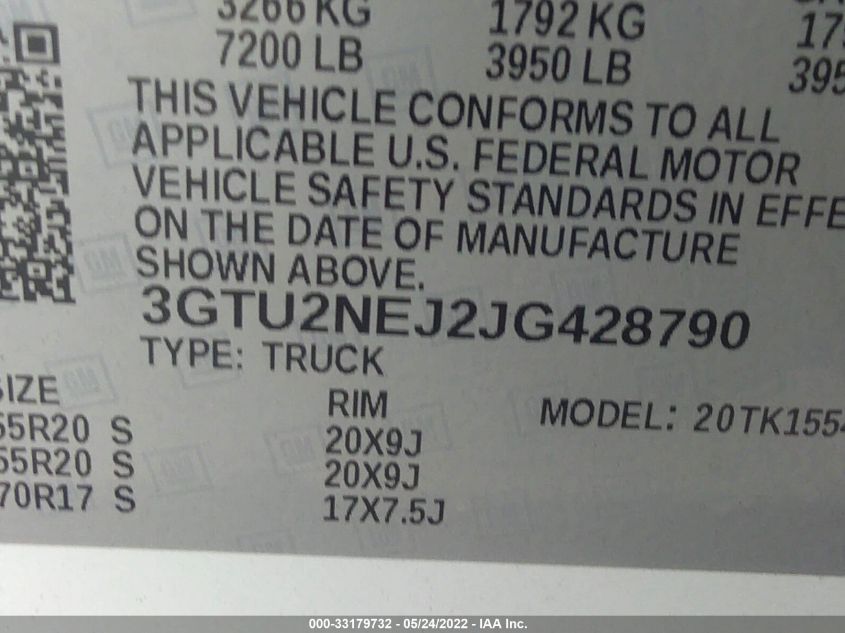 3266 KG 1792 KG
7200 LB 3950 LB 395
THIS VEHICLE CONFORMS TO ALL
APPLICABLE U.S. FEDERAL MOTOR
VEHICLE SAFETY STANDARDS IN EFFE
ON THE DATE OF MANUFACTURE
SHOWN ABOVE.
3GTU2NEJ2JG428790
TYPE: TRUCK
SIZE RIM MODEL: 20TK1554
55R20 S 20X9J
55R20 S 20X9J
70R17 S 17X7.5J
000-33179732 - 05/24/2022 - IAA Inc.